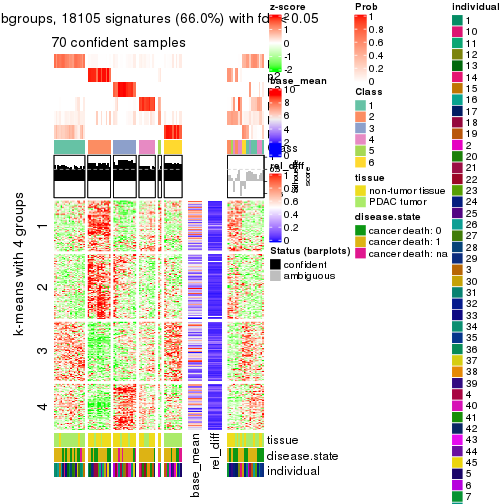 bgroups, 18105 signatures (66.0%) with fd
0.05
70 confident samples
z-score
2
1
0
-1
-2
base_mean
10
8
6
4
2
0
rel_diff
1
0.8
0.6
0.4
0.2
0
Status (barplots)
confident
ambiguous
Silhouette
score
Prob
1
0.8
0.6
0.4
0.2
0
Class
1
2
3
4
5
6
tissue
non-tumor tissue
PDAC tumor
disease.state
cancer death: 0
cancer death: 1
cancer death: na
individual
1
10
11
12
13
14
15
16
17
18
19
2
20
21
22
23
24
25
26
27
28
29
3
30
31
32
33
34
35
36
37
38
39
4
40
41
42
43
44
45
5
6
7
k-means with 4 groups
1
2
3
4
tissue
disease.state
individual
base_mean
rel_diff